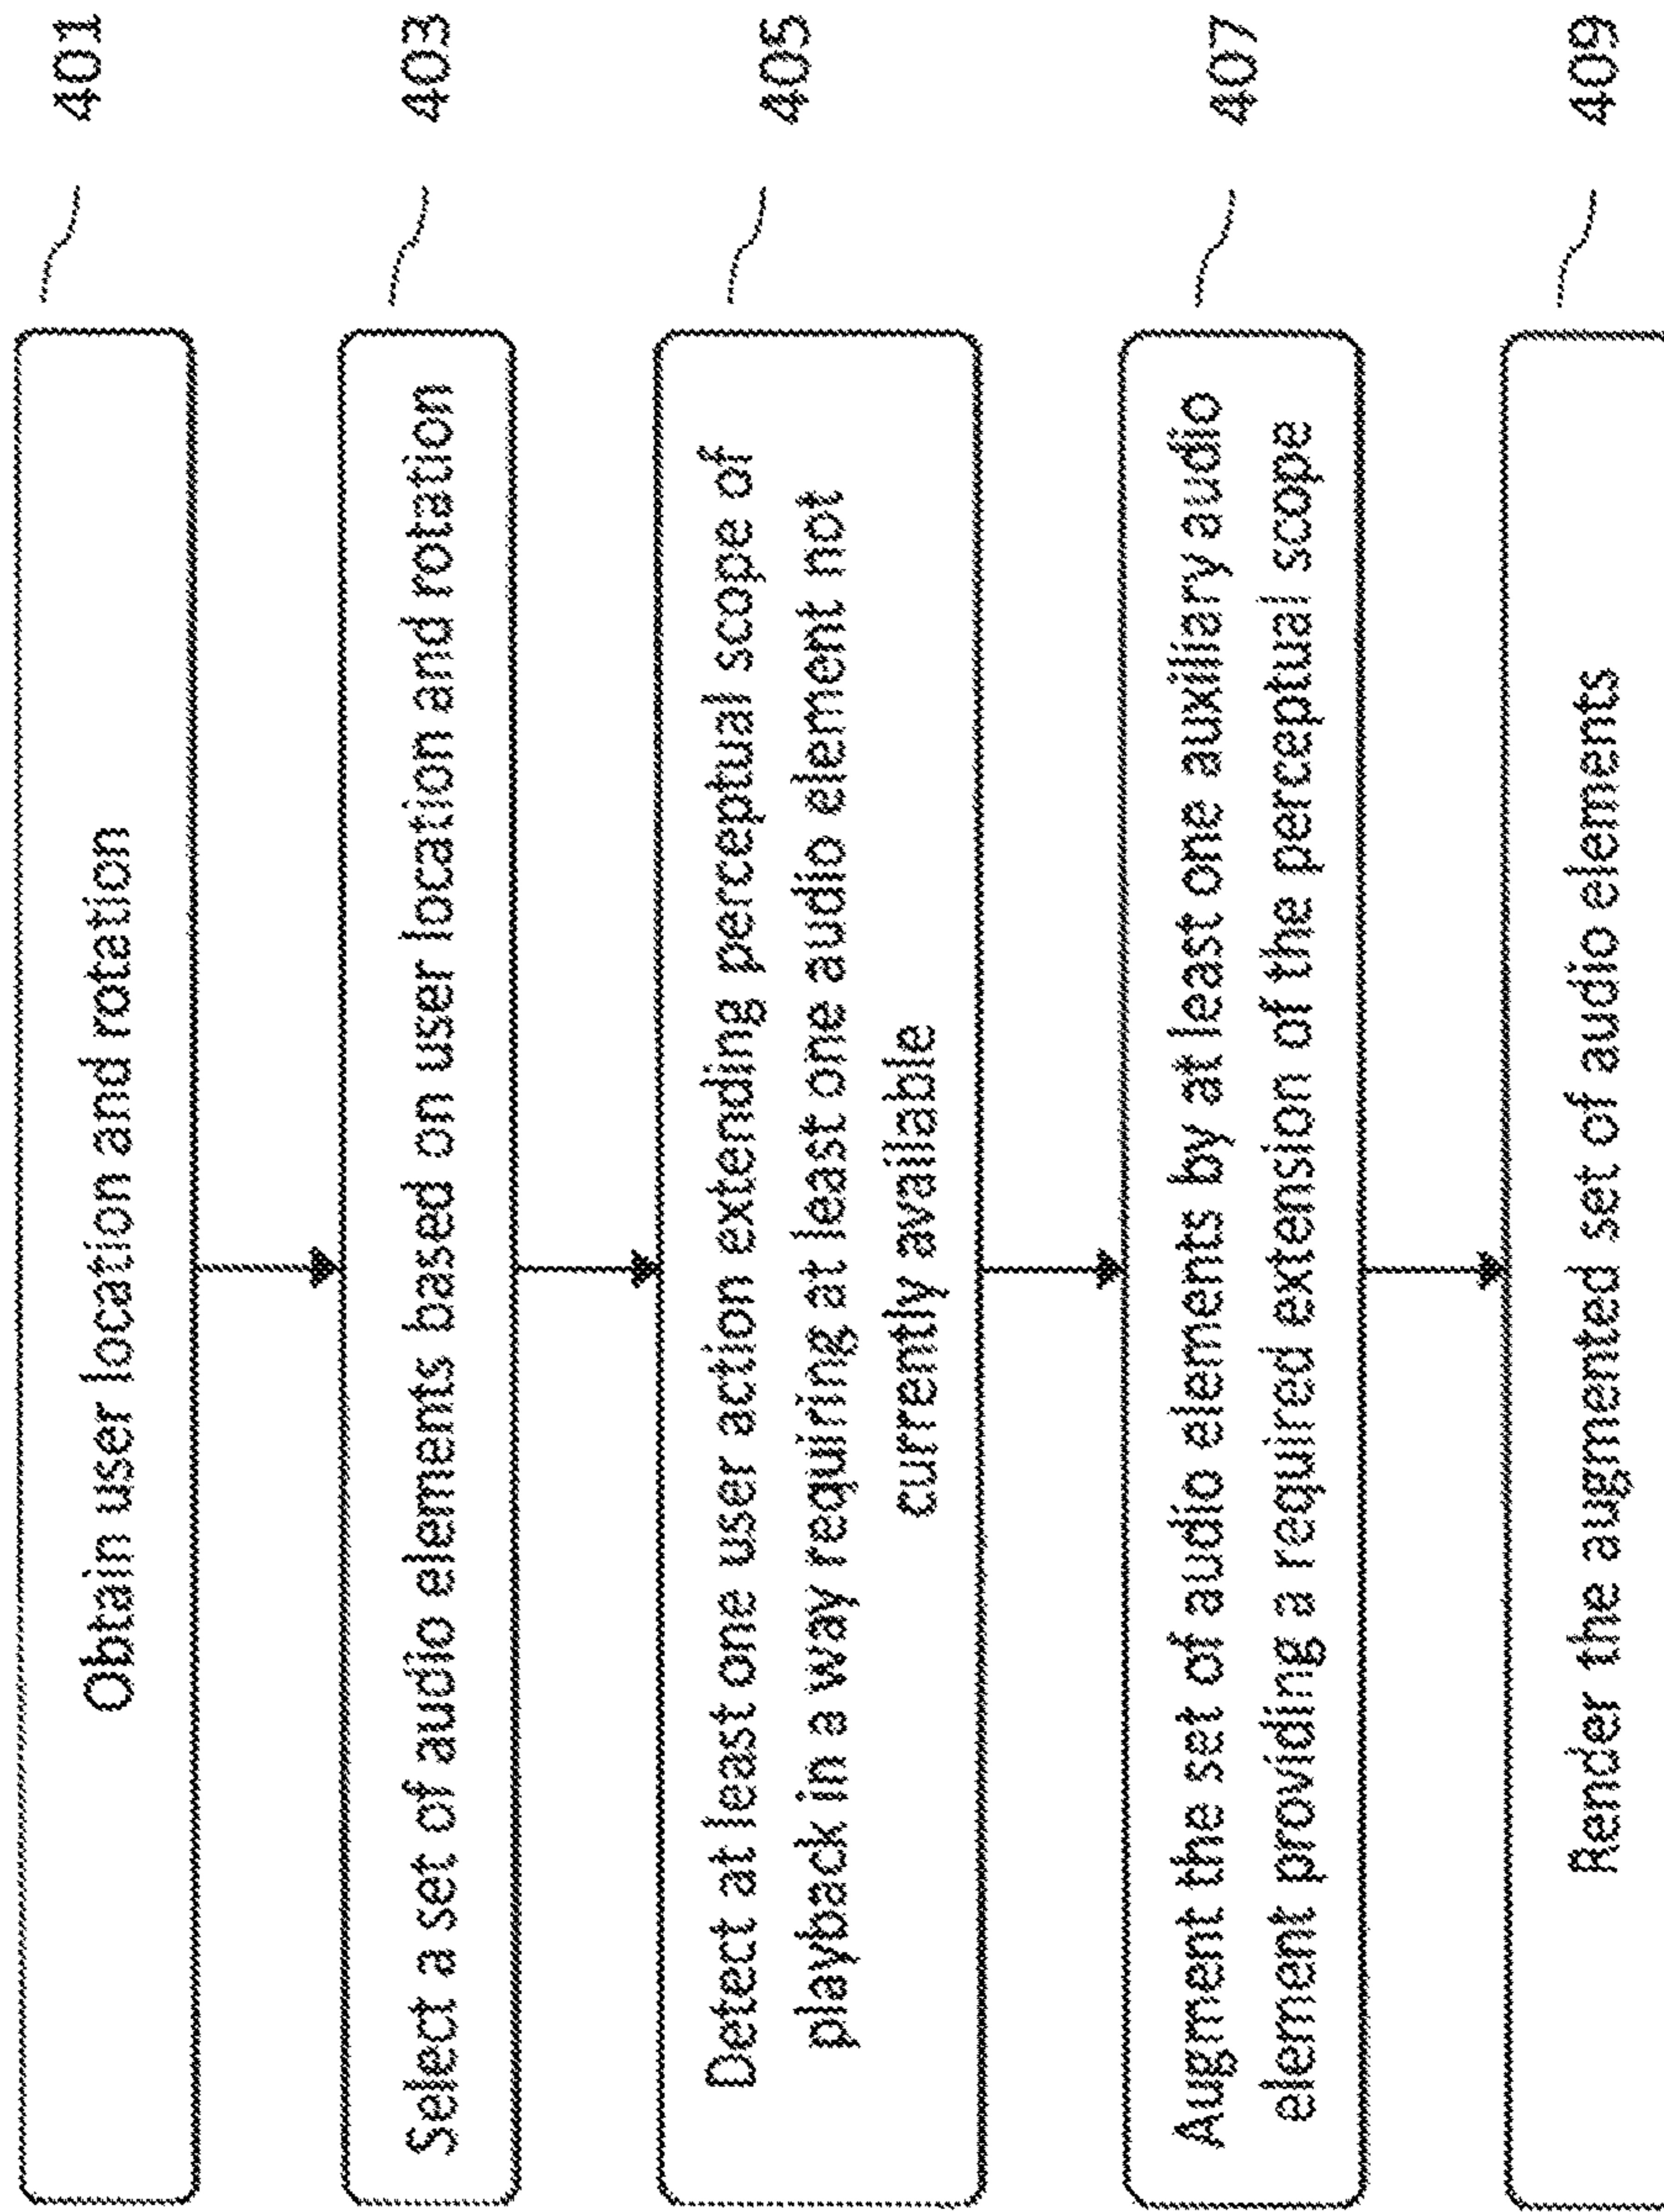 Obtain user location and rotation
401
Select a set of audio elements based on user location and rotation
403
Detect at least one user action extending perceptual scope of
playback in a way requiring at least one audio element not
currently available
405
Augment the set of audio elements by at least one auxiliary audio
element providing a required extension of the perceptual scope
407
Render the augmented set of audio elements
409